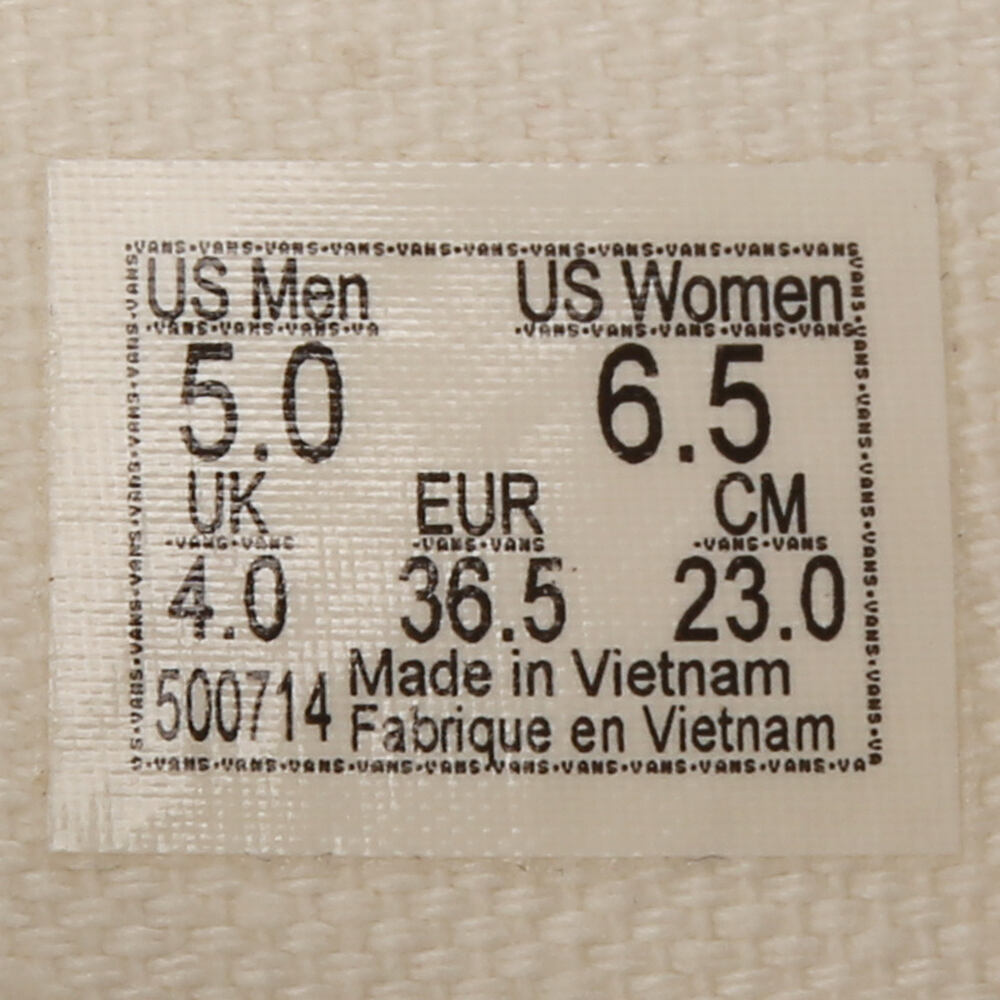 ·VANS·VANS·VANS·VANS·VANS·VANS·VANS·VANS·VANS·VANS·VANS
US Men US Women
·VANS·VANS·VANS·VA ·VANS·VANS·VANS·VANS·VANS
5.0 6.5
UK EUR CM
·VANS·VANS ·VANS·VANS ·VANS·VANS
4.0 36.5 23.0
500714 Made in Vietnam
Fabrique en Vietnam
S·VANS·VANS·VANS·VANS·VANS·VANS·VANS·VANS·VANS·VANS·VA